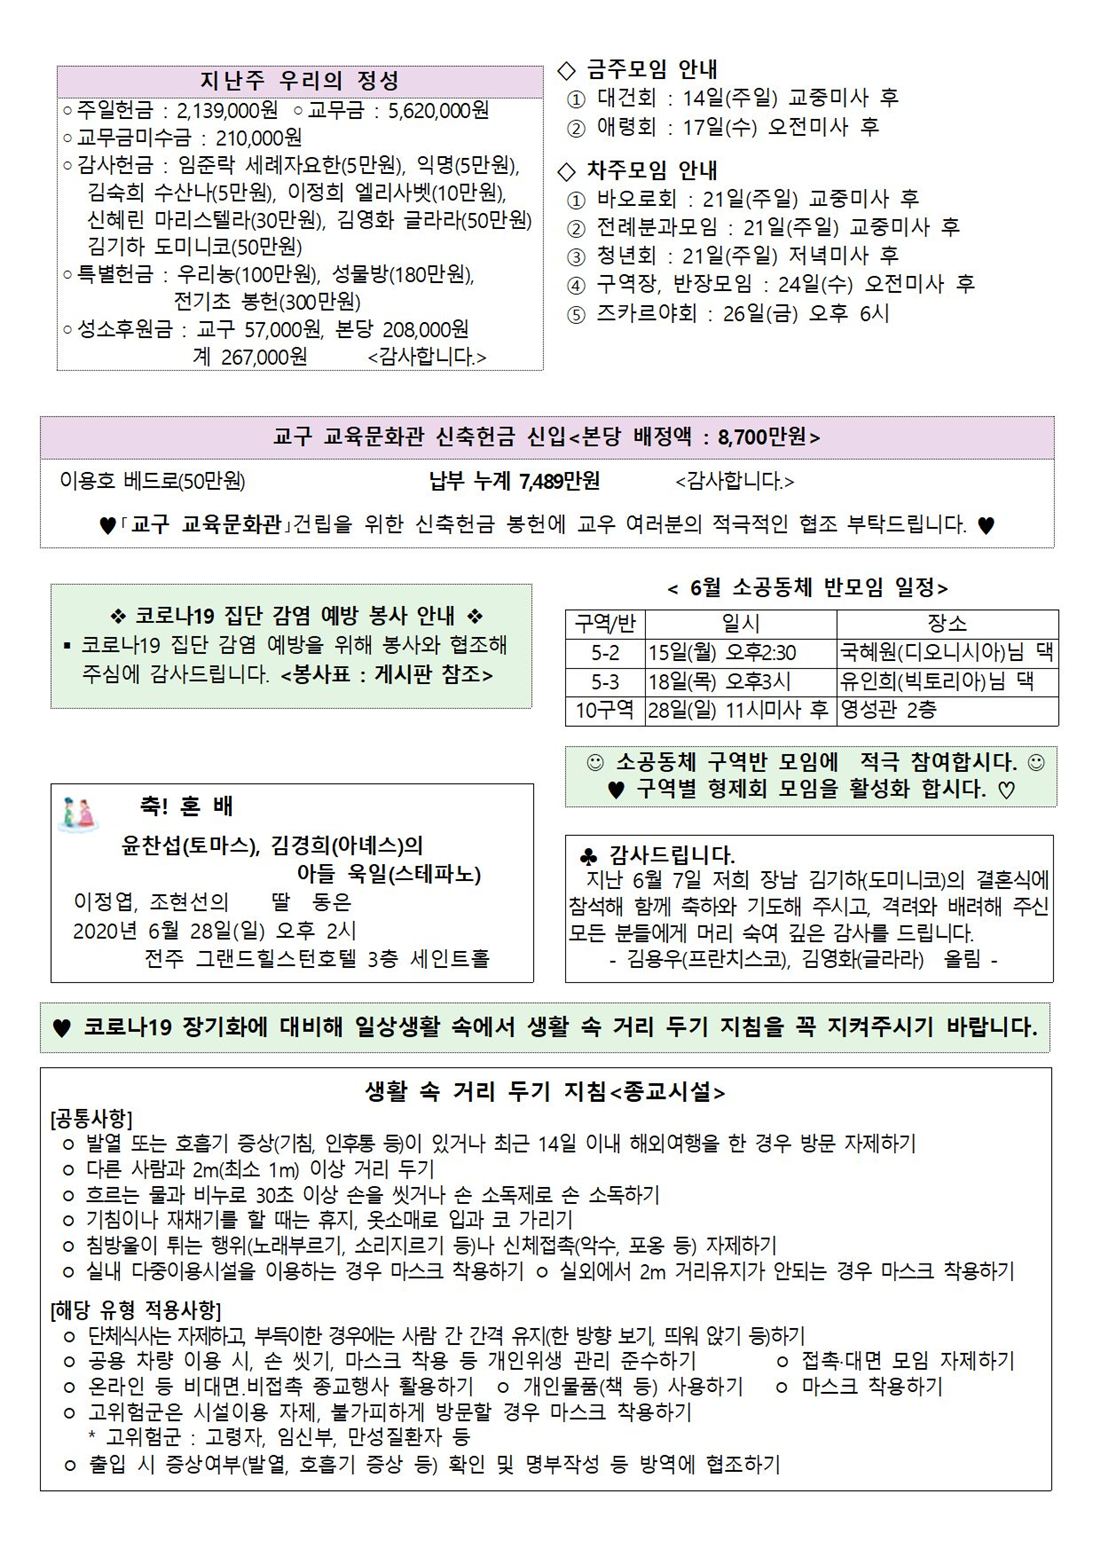 지난주 우리의 정성
○ 주일헌금 : 2,139,000원 ○ 교무금 : 5,620,000원
○ 교무금미수금 : 210,000원
○ 감사헌금 : 임준락 세례자요한(5만원), 익명(5만원),
김숙희 수산나(5만원), 이정희 엘리사벳(10만원),
신혜린 마리스텔라(30만원), 김영화 글라라(50만원)
김기하 도미니코(50만원)
○ 특별헌금 : 우리농(100만원), 성물방(180만원),
전기초 봉헌(300만원)
○ 성소후원금 : 교구 57,000원, 본당 208,000원
계 267,000원 <감사합니다.>
◇ 금주모임 안내
① 대건회 : 14일(주일) 교중미사 후
② 애령회 : 17일(수) 오전미사 후
◇ 차주모임 안내
① 바오로회 : 21일(주일) 교중미사 후
② 전례분과모임 : 21일(주일) 교중미사 후
③ 청년회 : 21일(주일) 저녁미사 후
④ 구역장, 반장모임 : 24일(수) 오전미사 후
⑤ 즈카르야회 : 26일(금) 오후 6시
교구 교육문화관 신축헌금 신입<본당 배정액 : 8,700만원>
이용호 베드로(50만원) 납부 누계 7,489만원 <감사합니다.>
♥「교구 교육문화관」건립을 위한 신축헌금 봉헌에 교우 여러분의 적극적인 협조 부탁드립니다. ♥
❖ 코로나19 집단 감염 예방 봉사 안내 ❖
▪ 코로나19 집단 감염 예방을 위해 봉사와 협조해
주심에 감사드립니다. <봉사표 : 게시판 참조>
< 6월 소공동체 반모임 일정>
구역/반 일시 장소
5-2 15일(월) 오후2:30 국혜원(디오니시아)님 댁
5-3 18일(목) 오후3시 유인희(빅토리아)님 댁
10구역 28일(일) 11시미사 후 영성관 2층
☺ 소공동체 구역반 모임에 적극 참여합시다. ☺
♥ 구역별 형제회 모임을 활성화 합시다. ♡
축! 혼 배
윤찬섭(토마스), 김경희(아녜스)의
아들 욱일(스테파노)
이정엽, 조현선의 딸 동은
2020년 6월 28일(일) 오후 2시
전주 그랜드힐스턴호텔 3층 세인트홀
♣ 감사드립니다.
지난 6월 7일 저희 장남 김기하(도미니코)의 결혼식에
참석해 함께 축하와 기도해 주시고, 격려와 배려해 주신
모든 분들에게 머리 숙여 깊은 감사를 드립니다.
- 김용우(프란치스코), 김영화(글라라) 올림 -
♥ 코로나19 장기화에 대비해 일상생활 속에서 생활 속 거리 두기 지침을 꼭 지켜주시기 바랍니다.
생활 속 거리 두기 지침<종교시설>
[공통사항]
ㅇ 발열 또는 호흡기 증상(기침, 인후통 등)이 있거나 최근 14일 이내 해외여행을 한 경우 방문 자제하기
ㅇ 다른 사람과 2m(최소 1m) 이상 거리 두기
ㅇ 흐르는 물과 비누로 30초 이상 손을 씻거나 손 소독제로 손 소독하기
ㅇ 기침이나 재채기를 할 때는 휴지, 옷소매로 입과 코 가리기
ㅇ 침방울이 튀는 행위(노래부르기, 소리지르기 등)나 신체접촉(악수, 포옹 등) 자제하기
ㅇ 실내 다중이용시설을 이용하는 경우 마스크 착용하기 ㅇ 실외에서 2m 거리유지가 안되는 경우 마스크 착용하기
[해당 유형 적용사항]
ㅇ 단체식사는 자제하고, 부득이한 경우에는 사람 간 간격 유지(한 방향 보기, 띄워 앉기 등)하기
ㅇ 공용 차량 이용 시, 손 씻기, 마스크 착용 등 개인위생 관리 준수하기 ㅇ 접촉·대면 모임 자제하기
ㅇ 온라인 등 비대면.비접촉 종교행사 활용하기 ㅇ 개인물품(책 등) 사용하기 ㅇ 마스크 착용하기
ㅇ 고위험군은 시설이용 자제, 불가피하게 방문할 경우 마스크 착용하기
* 고위험군 : 고령자, 임신부, 만성질환자 등
ㅇ 출입 시 증상여부(발열, 호흡기 증상 등) 확인 및 명부작성 등 방역에 협조하기